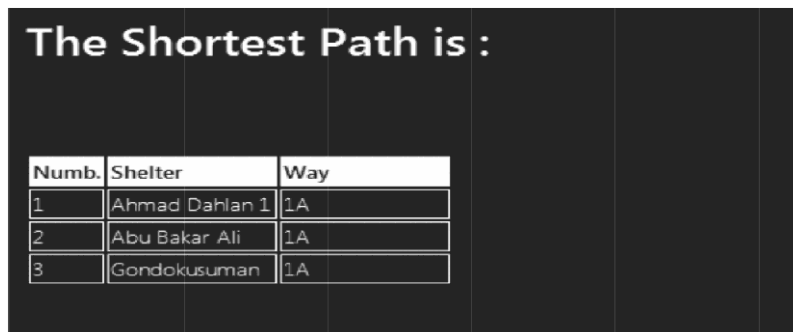 The Shortest Path is :
Numb. Shelter Way
1 Ahmad Dahlan 1 1A
2 Abu Bakar Ali 1A
3 Gondokusuman 1A